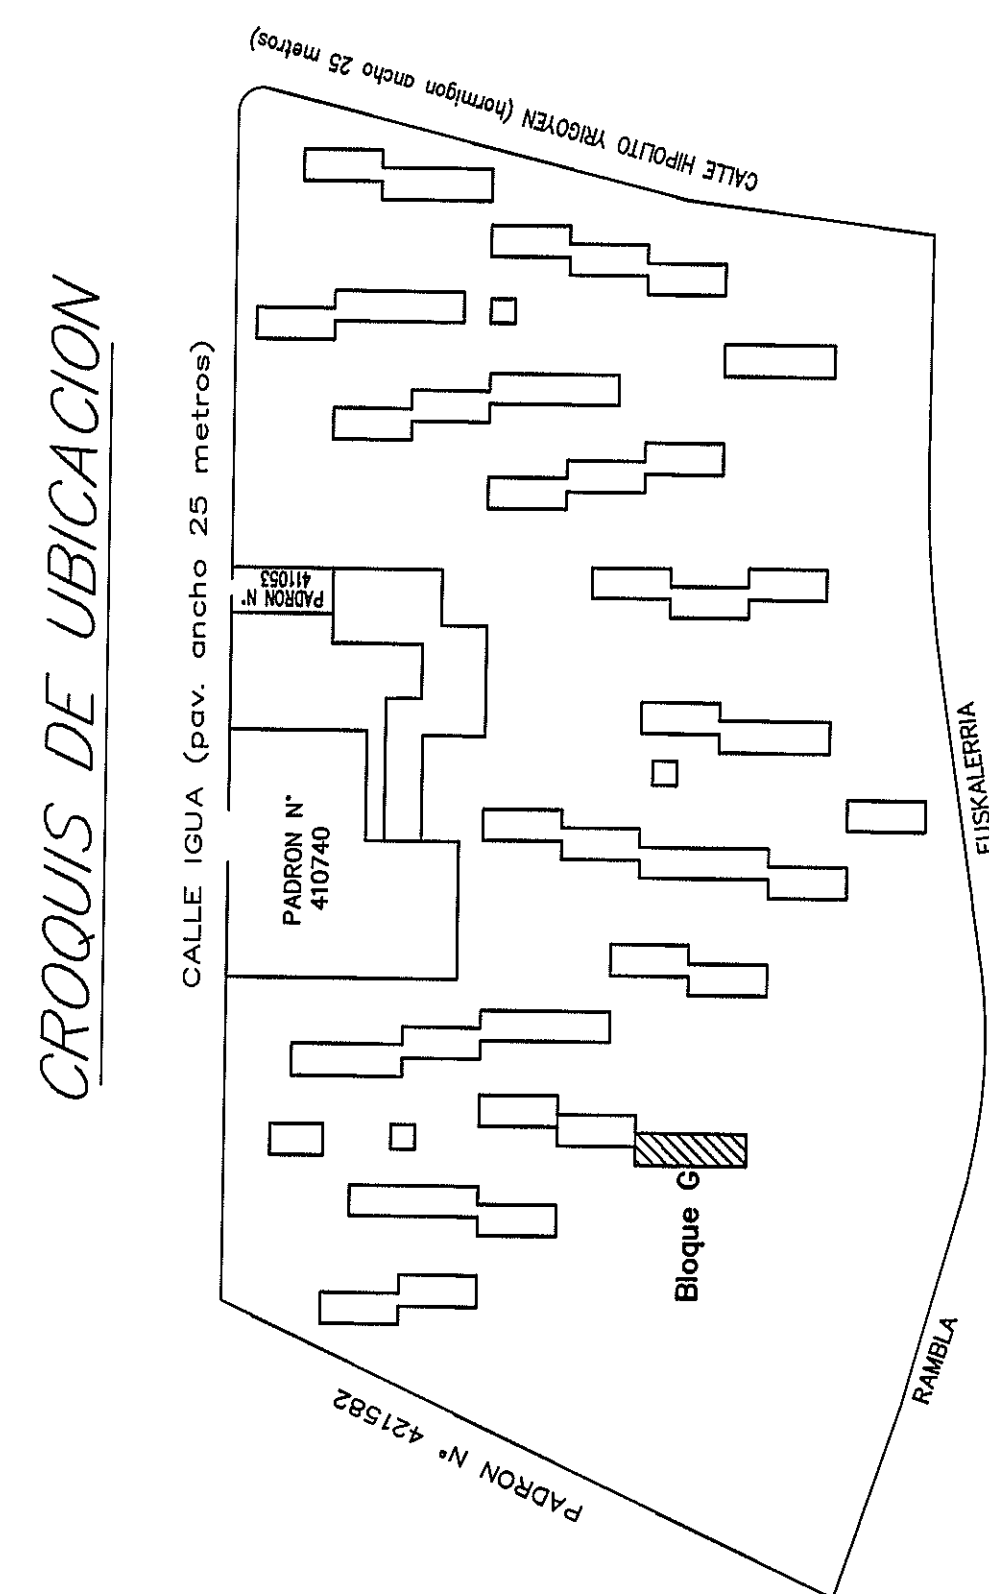 CROQUIS DE UBICACION
CALLE IGUA (pav. ancho 25 metros)
CALLE HIPOLITO YRIGOYEN (hormigon ancho 25 metros)
PADRON N°
411053
PADRON N°
410740
Bloque G
PADRON N° 421582
RAMBLA EUSKALERRIA